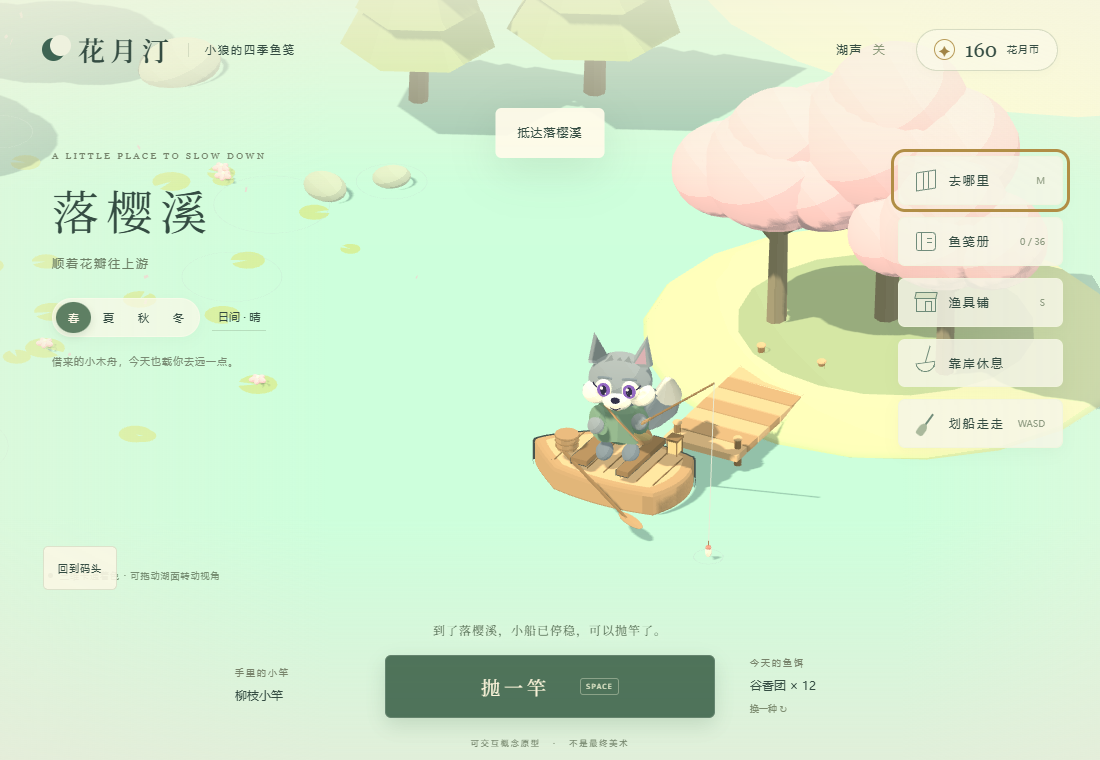 花月汀
小狼的四季鱼笺
湖声 关
160 花月币
抵达落樱溪
A LITTLE PLACE TO SLOW DOWN
落樱溪
顺着花瓣往上游
春 夏 秋 冬
日间 · 晴
借来的小木舟，今天也载你去远一点。
去哪里 M
鱼笺册 0 / 36
渔具铺 S
靠岸休息
划船走走 WASD
回到码头
· 可拖动湖面转动视角
到了落樱溪，小船已停稳，可以抛竿了。
手里的小竿
柳枝小竿
抛一竿 SPACE
今天的鱼饵
谷香团 × 12
换一种 ↻
可交互概念原型 · 不是最终美术